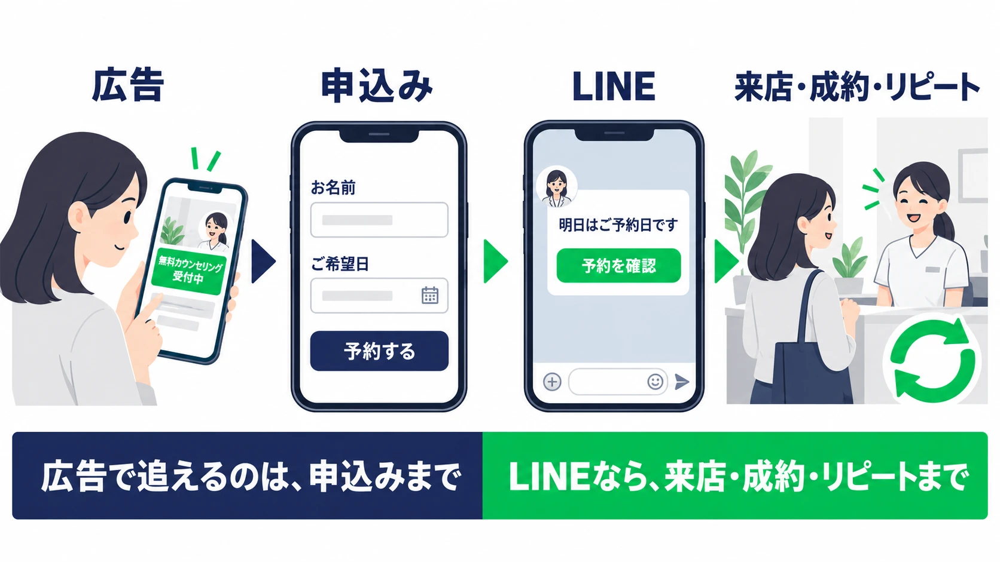 広告
申込み
LINE
来店・成約・リピート
無料カウンセリング
受付中
お名前
ご希望日
予約する
明日はご予約日です
予約を確認
広告で追えるのは、申込みまで
LINEなら、来店・成約・リピートまで